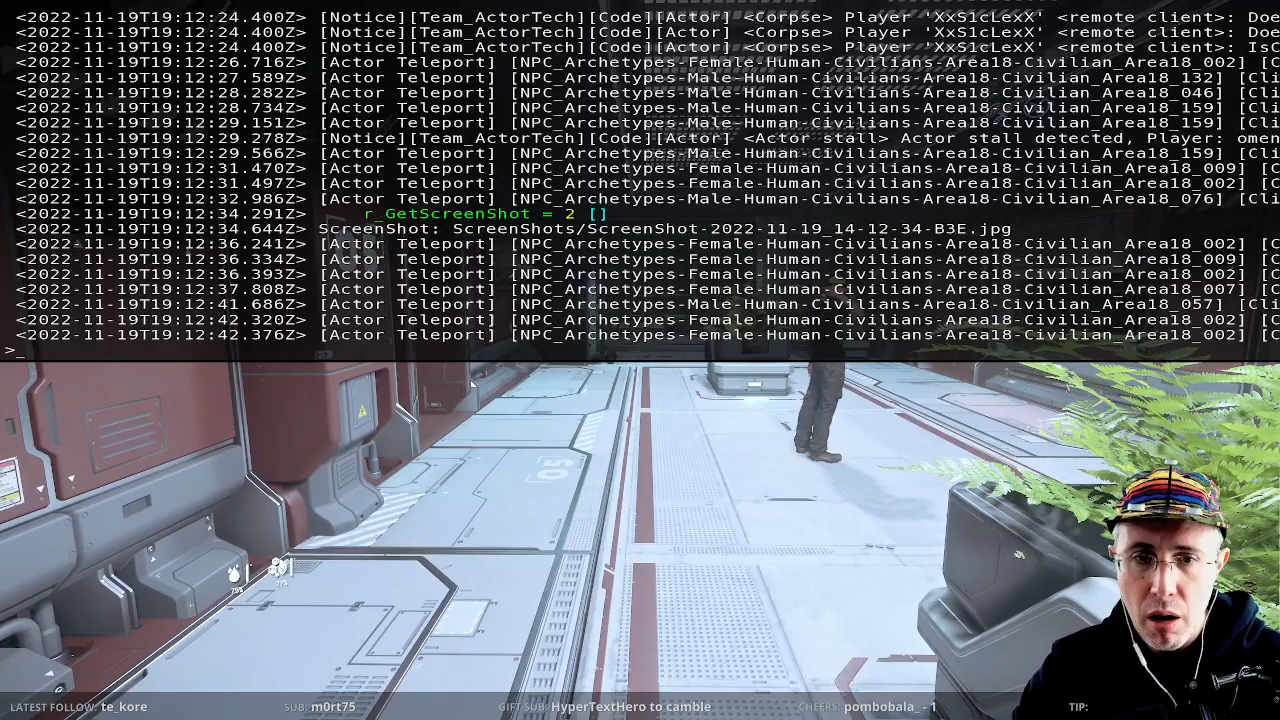 <2022-11-19T19:12:24.400Z> [Notice][Team_ActorTech][Code][Actor] <Corpse> Player 'XxS1cLexX' <remote client>: Doe
<2022-11-19T19:12:24.400Z> [Notice][Team_ActorTech][Code][Actor] <Corpse> Player 'XxS1cLexX' <remote client>: Doe
<2022-11-19T19:12:24.400Z> [Notice][Team_ActorTech][Code][Actor] <Corpse> Player 'XxS1cLexX' <remote client>: IsC
<2022-11-19T19:12:26.716Z> [Actor Teleport] [NPC_Archetypes-Female-Human-Civilians-Area18-Civilian_Area18_002] [C
<2022-11-19T19:12:27.589Z> [Actor Teleport] [NPC_Archetypes-Male-Human-Civilians-Area18-Civilian_Area18_132] [Cli
<2022-11-19T19:12:28.282Z> [Actor Teleport] [NPC_Archetypes-Male-Human-Civilians-Area18-Civilian_Area18_046] [Cli
<2022-11-19T19:12:28.734Z> [Actor Teleport] [NPC_Archetypes-Male-Human-Civilians-Area18-Civilian_Area18_159] [Cli
<2022-11-19T19:12:29.151Z> [Actor Teleport] [NPC_Archetypes-Male-Human-Civilians-Area18-Civilian_Area18_159] [Cli
<2022-11-19T19:12:29.278Z> [Notice][Team_ActorTech][Code][Actor] <Actor stall> Actor stall detected, Player: omen
<2022-11-19T19:12:29.566Z> [Actor Teleport] [NPC_Archetypes-Male-Human-Civilians-Area18-Civilian_Area18_159] [Cli
<2022-11-19T19:12:31.470Z> [Actor Teleport] [NPC_Archetypes-Female-Human-Civilians-Area18-Civilian_Area18_009] [C
<2022-11-19T19:12:31.497Z> [Actor Teleport] [NPC_Archetypes-Female-Human-Civilians-Area18-Civilian_Area18_002] [C
<2022-11-19T19:12:32.986Z> [Actor Teleport] [NPC_Archetypes-Male-Human-Civilians-Area18-Civilian_Area18_076] [Cli
<2022-11-19T19:12:34.291Z> r_GetScreenShot = 2 []
<2022-11-19T19:12:34.644Z> ScreenShot: ScreenShots/ScreenShot-2022-11-19_14-12-34-B3E.jpg
<2022-11-19T19:12:36.241Z> [Actor Teleport] [NPC_Archetypes-Female-Human-Civilians-Area18-Civilian_Area18_002] [C
<2022-11-19T19:12:36.334Z> [Actor Teleport] [NPC_Archetypes-Female-Human-Civilians-Area18-Civilian_Area18_009] [C
<2022-11-19T19:12:36.393Z> [Actor Teleport] [NPC_Archetypes-Female-Human-Civilians-Area18-Civilian_Area18_002] [C
<2022-11-19T19:12:37.808Z> [Actor Teleport] [NPC_Archetypes-Female-Human-Civilians-Area18-Civilian_Area18_007] [C
<2022-11-19T19:12:41.686Z> [Actor Teleport] [NPC_Archetypes-Male-Human-Civilians-Area18-Civilian_Area18_057] [Cli
<2022-11-19T19:12:42.320Z> [Actor Teleport] [NPC_Archetypes-Female-Human-Civilians-Area18-Civilian_Area18_002] [C
<2022-11-19T19:12:42.376Z> [Actor Teleport] [NPC_Archetypes-Female-Human-Civilians-Area18-Civilian_Area18_002] [C
>_
05
LATEST FOLLOW: te_kore SUB: m0rt75 GIFT SUB: HyperTextHero to camble CHEERS: pombobala_ - 1 TIP: